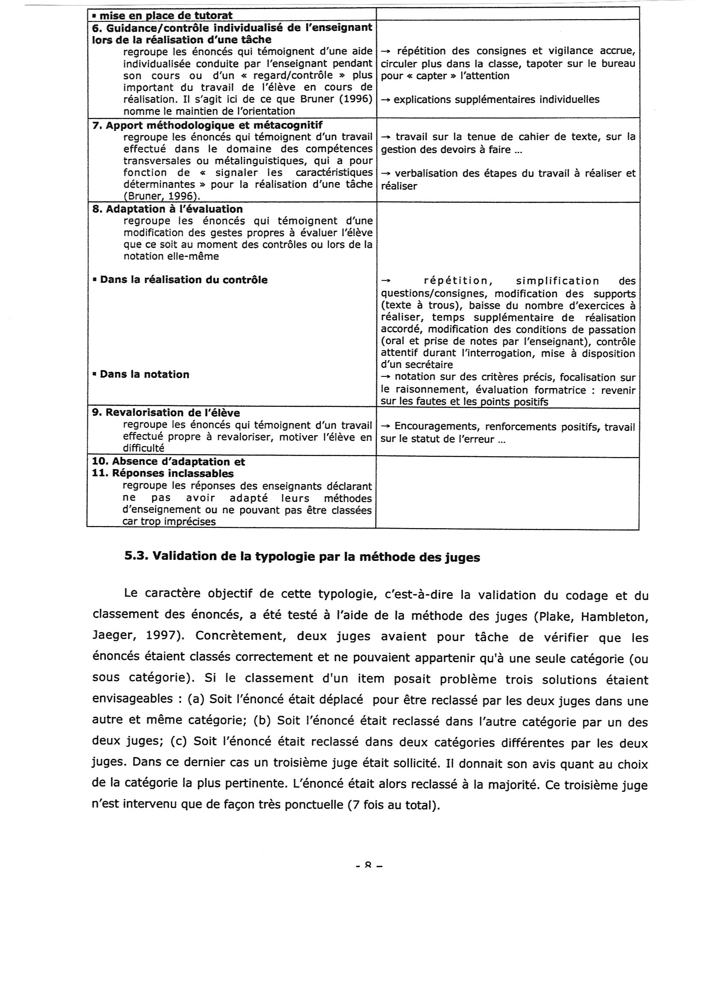 ▪ mise en place de tutorat
6. Guidance/contrôle individualisé de l’enseignant
lors de la réalisation d’une tâche
regroupe les énoncés qui témoignent d’une aide
individualisée conduite par l’enseignant pendant
son cours ou d’un « regard/contrôle » plus
important du travail de l’élève en cours de
réalisation. Il s’agit ici de ce que Bruner (1996)
nomme le maintien de l’orientation
→ répétition des consignes et vigilance accrue,
circuler plus dans la classe, tapoter sur le bureau
pour « capter » l’attention
→ explications supplémentaires individuelles
7. Apport méthodologique et métacognitif
regroupe les énoncés qui témoignent d’un travail
effectué dans le domaine des compétences
transversales ou métalinguistiques, qui a pour
fonction de « signaler les caractéristiques
déterminantes » pour la réalisation d’une tâche
(Bruner, 1996).
→ travail sur la tenue de cahier de texte, sur la
gestion des devoirs à faire ...
→ verbalisation des étapes du travail à réaliser et
réaliser
8. Adaptation à l’évaluation
regroupe les énoncés qui témoignent d’une
modification des gestes propres à évaluer l’élève
que ce soit au moment des contrôles ou lors de la
notation elle-même
▪ Dans la réalisation du contrôle
→ répétition, simplification des
questions/consignes, modification des supports
(texte à trous), baisse du nombre d’exercices à
réaliser, temps supplémentaire de réalisation
accordé, modification des conditions de passation
(oral et prise de notes par l’enseignant), contrôle
attentif durant l’interrogation, mise à disposition
d’un secrétaire
▪ Dans la notation
→ notation sur des critères précis, focalisation sur
le raisonnement, évaluation formatrice : revenir
sur les fautes et les points positifs
9. Revalorisation de l’élève
regroupe les énoncés qui témoignent d’un travail
effectué propre à revaloriser, motiver l’élève en
difficulté
→ Encouragements, renforcements positifs, travail
sur le statut de l’erreur ...
10. Absence d’adaptation et
11. Réponses inclassables
regroupe les réponses des enseignants déclarant
ne pas avoir adapté leurs méthodes
d’enseignement ou ne pouvant pas être classées
car trop imprécises
5.3. Validation de la typologie par la méthode des juges
Le caractère objectif de cette typologie, c’est-à-dire la validation du codage et du
classement des énoncés, a été testé à l’aide de la méthode des juges (Plake, Hambleton,
Jaeger, 1997). Concrètement, deux juges avaient pour tâche de vérifier que les
énoncés étaient classés correctement et ne pouvaient appartenir qu'à une seule catégorie (ou
sous catégorie). Si le classement d'un item posait problème trois solutions étaient
envisageables : (a) Soit l’énoncé était déplacé pour être reclassé par les deux juges dans une
autre et même catégorie; (b) Soit l’énoncé était reclassé dans l’autre catégorie par un des
deux juges; (c) Soit l’énoncé était reclassé dans deux catégories différentes par les deux
juges. Dans ce dernier cas un troisième juge était sollicité. Il donnait son avis quant au choix
de la catégorie la plus pertinente. L’énoncé était alors reclassé à la majorité. Ce troisième juge
n’est intervenu que de façon très ponctuelle (7 fois au total).
- 8 -